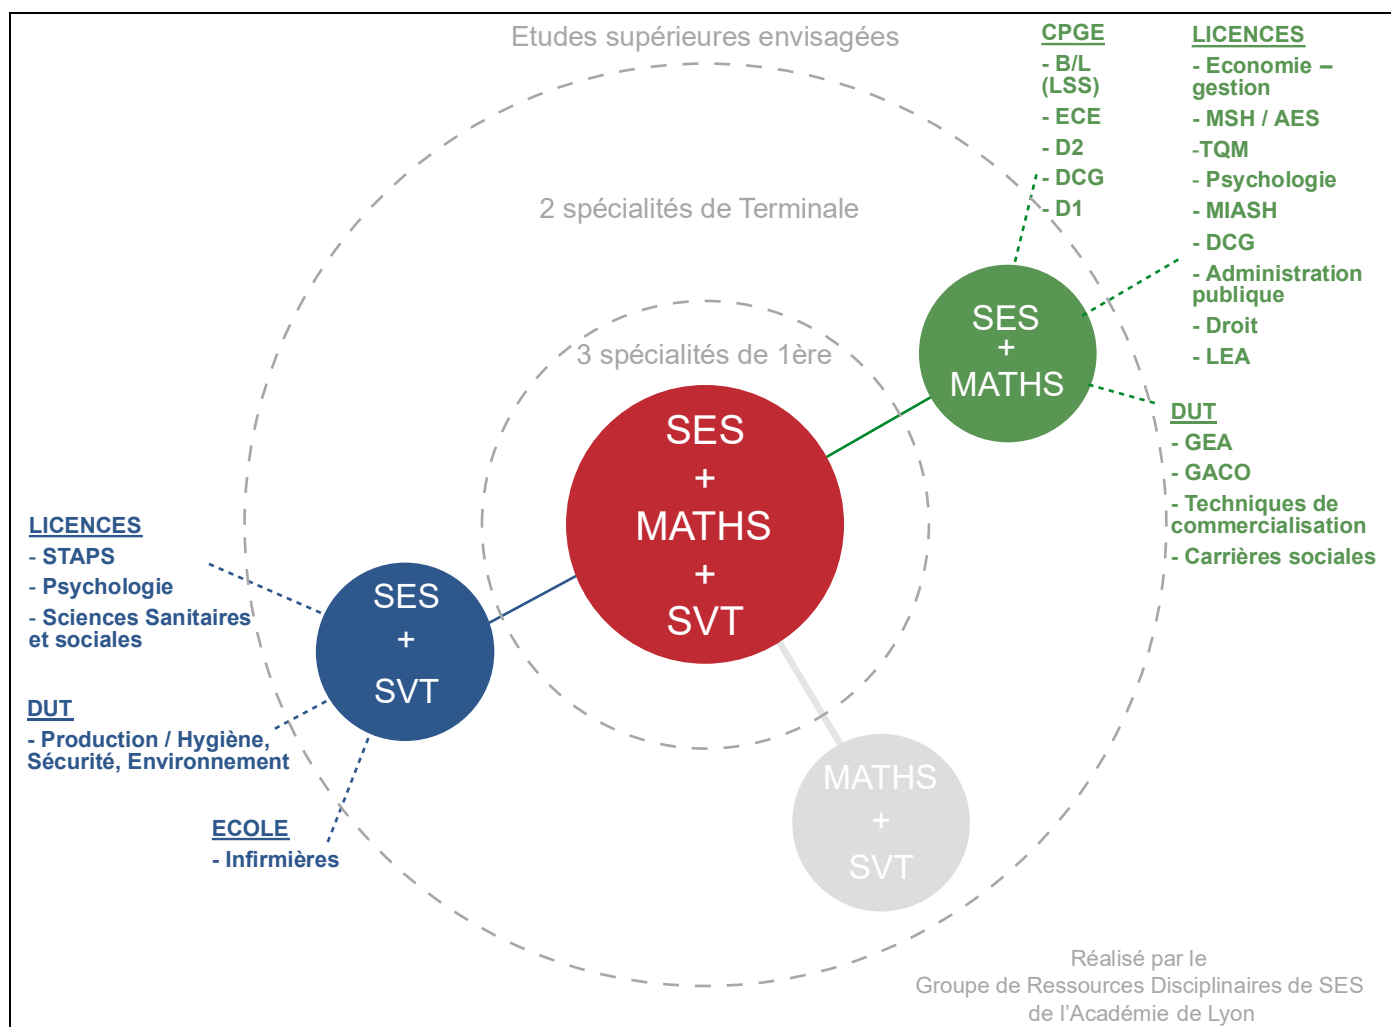 Etudes supérieures envisagées
2 spécialités de Terminale
3 spécialités de 1ère
SES
+
MATHS
+
SVT
CPGE
- B/L
(LSS)
- ECE
- D2
- DCG
- D1
LICENCES
- Economie –
gestion
- MSH / AES
-TQM
- Psychologie
- MIASH
- DCG
- Administration
publique
- Droit
- LEA
SES
+
MATHS
DUT
- GEA
- GACO
- Techniques de
commercialisation
- Carrières sociales
LICENCES
- STAPS
- Psychologie
- Sciences Sanitaires
et sociales
SES
+
SVT
DUT
- Production / Hygiène,
Sécurité, Environnement
ECOLE
- Infirmières
MATHS
+
SVT
Réalisé par le
Groupe de Ressources Disciplinaires de SES
de l'Académie de Lyon